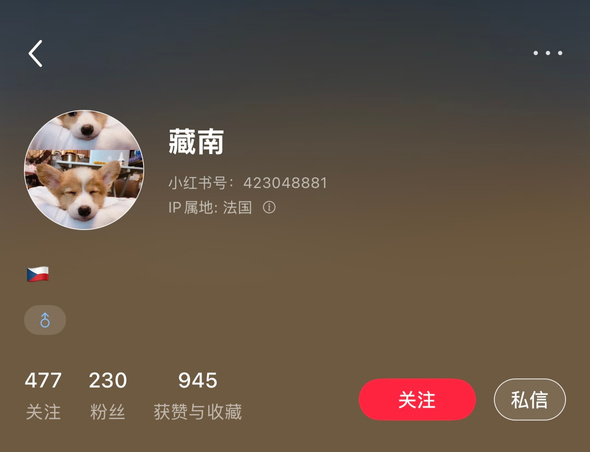 藏南
小红书号：423048881
IP属地: 法国
477 关注
230 粉丝
945 获赞与收藏
关注
私信